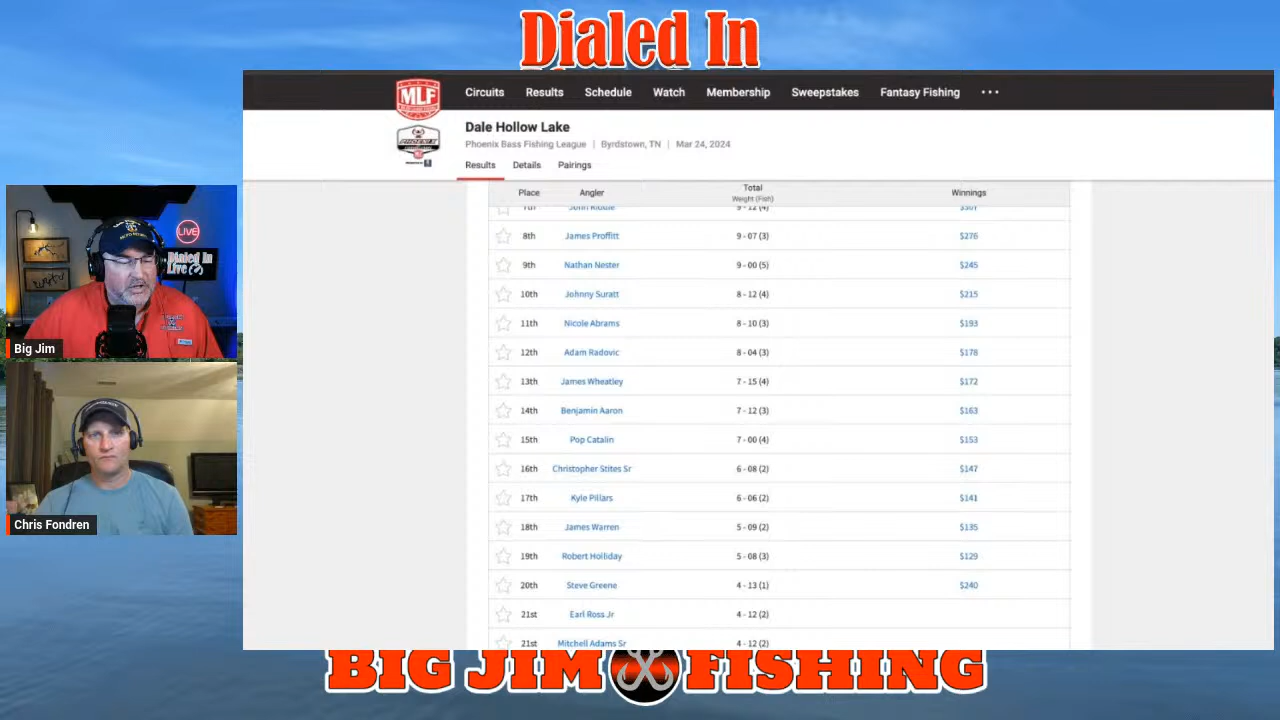 Dialed In
MLF
Circuits Results Schedule Watch Membership Sweepstakes Fantasy Fishing •••
Dale Hollow Lake
Phoenix Bass Fishing League | Byrdstown, TN | Mar 24, 2024
Results Details Pairings
Place Angler Total Winnings
Weight (Fish)
8th James Proffitt 9 - 07 (3) $276
9th Nathan Nester 9 - 00 (5) $245
10th Johnny Suratt 8 - 12 (4) $215
11th Nicole Abrams 8 - 10 (3) $193
12th Adam Radovic 8 - 04 (3) $178
13th James Wheatley 7 - 15 (4) $172
14th Benjamin Aaron 7 - 12 (3) $163
15th Pop Catalin 7 - 00 (4) $153
16th Christopher Stites Sr 6 - 08 (2) $147
17th Kyle Pillars 6 - 06 (2) $141
18th James Warren 5 - 09 (2) $135
19th Robert Holliday 5 - 08 (3) $129
20th Steve Greene 4 - 13 (1) $240
21st Earl Ross Jr 4 - 12 (2)
21st Mitchell Adams Sr 4 - 12 (2)
LIVE
Dialed In
Live
Big Jim
Chris Fondren
BIG JIM FISHING